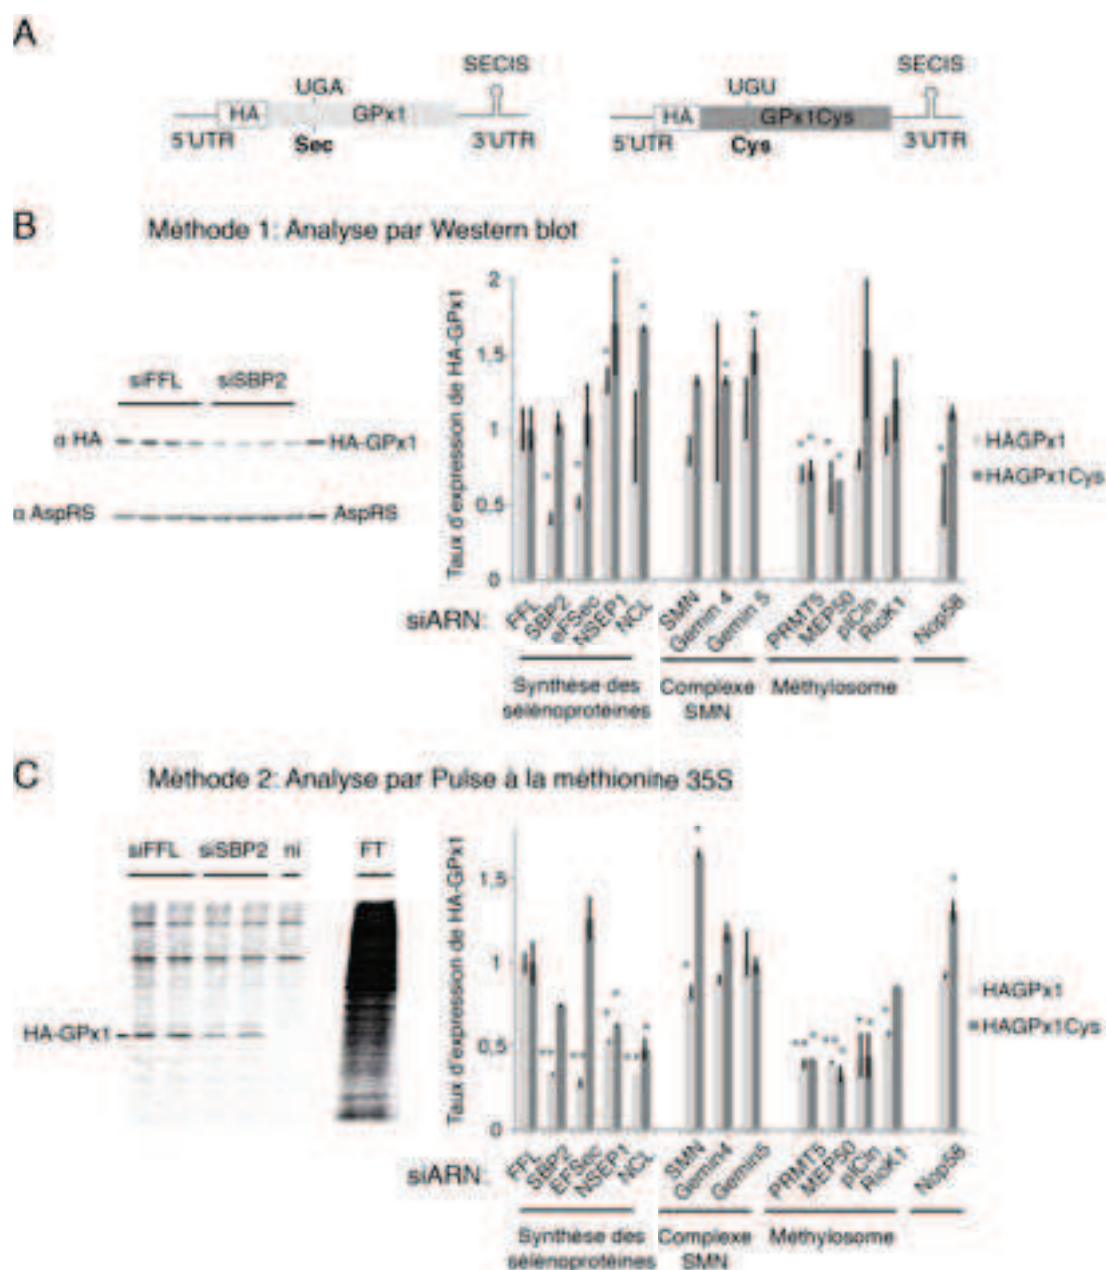 A
SECIS
UGA
HA
GPx1
5'UTR
Sec
3'UTR
SECIS
UGU
HA
GPx1Cys
5'UTR
Cys
3'UTR
B
Méthode 1: Analyse par Western blot
siFFL
siSBP2
α HA
HA-GPx1
α AspRS
AspRS
Taux d'expression de HA-GPx1
2
1,5
1
0,5
0
HAGPx1
HAGPx1Cys
siARN:
FFL
SBP2
eFSec
NSEP1
NCL
SMN
Gemin 4
Gemin 5
PRMT5
MEP50
pICln
RioK1
Nop58
Synthèse des
sélénoprotéines
Complexe
SMN
Méthylosome
C
Méthode 2: Analyse par Pulse à la méthionine 35S
siFFL
siSBP2
ni
FT
HA-GPx1
Taux d'expression de HA-GPx1
1,5
1
0,5
0
HAGPx1
HAGPx1Cys
siARN:
FFL
SBP2
EFSec
NSEP1
NCL
SMN
Gemin4
Gemin5
PRMT5
MEP50
pICln
RioK1
Nop58
Synthèse des
sélénoprotéines
Complexe
SMN
Méthylosome